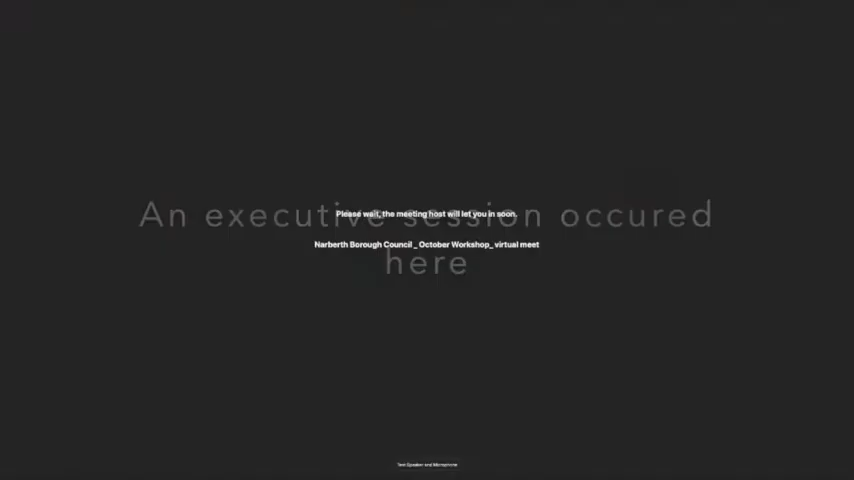 An executive session occured
Please wait, the meeting host will let you in soon.
Narberth Borough Council _ October Workshop_ virtual meet
here
Test Speaker and Microphone